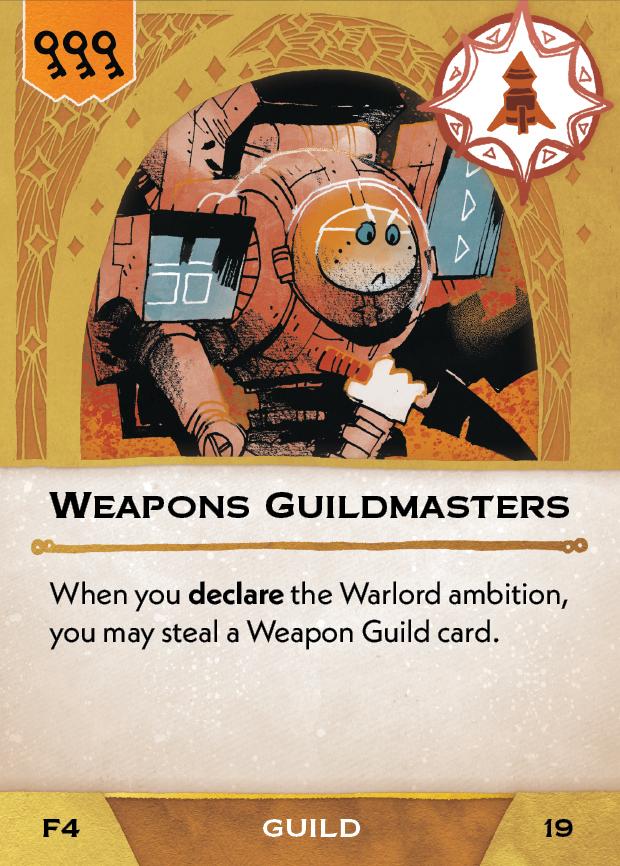 Weapons Guildmasters
When you declare the Warlord ambition,
you may steal a Weapon Guild card.
F4 GUILD 19